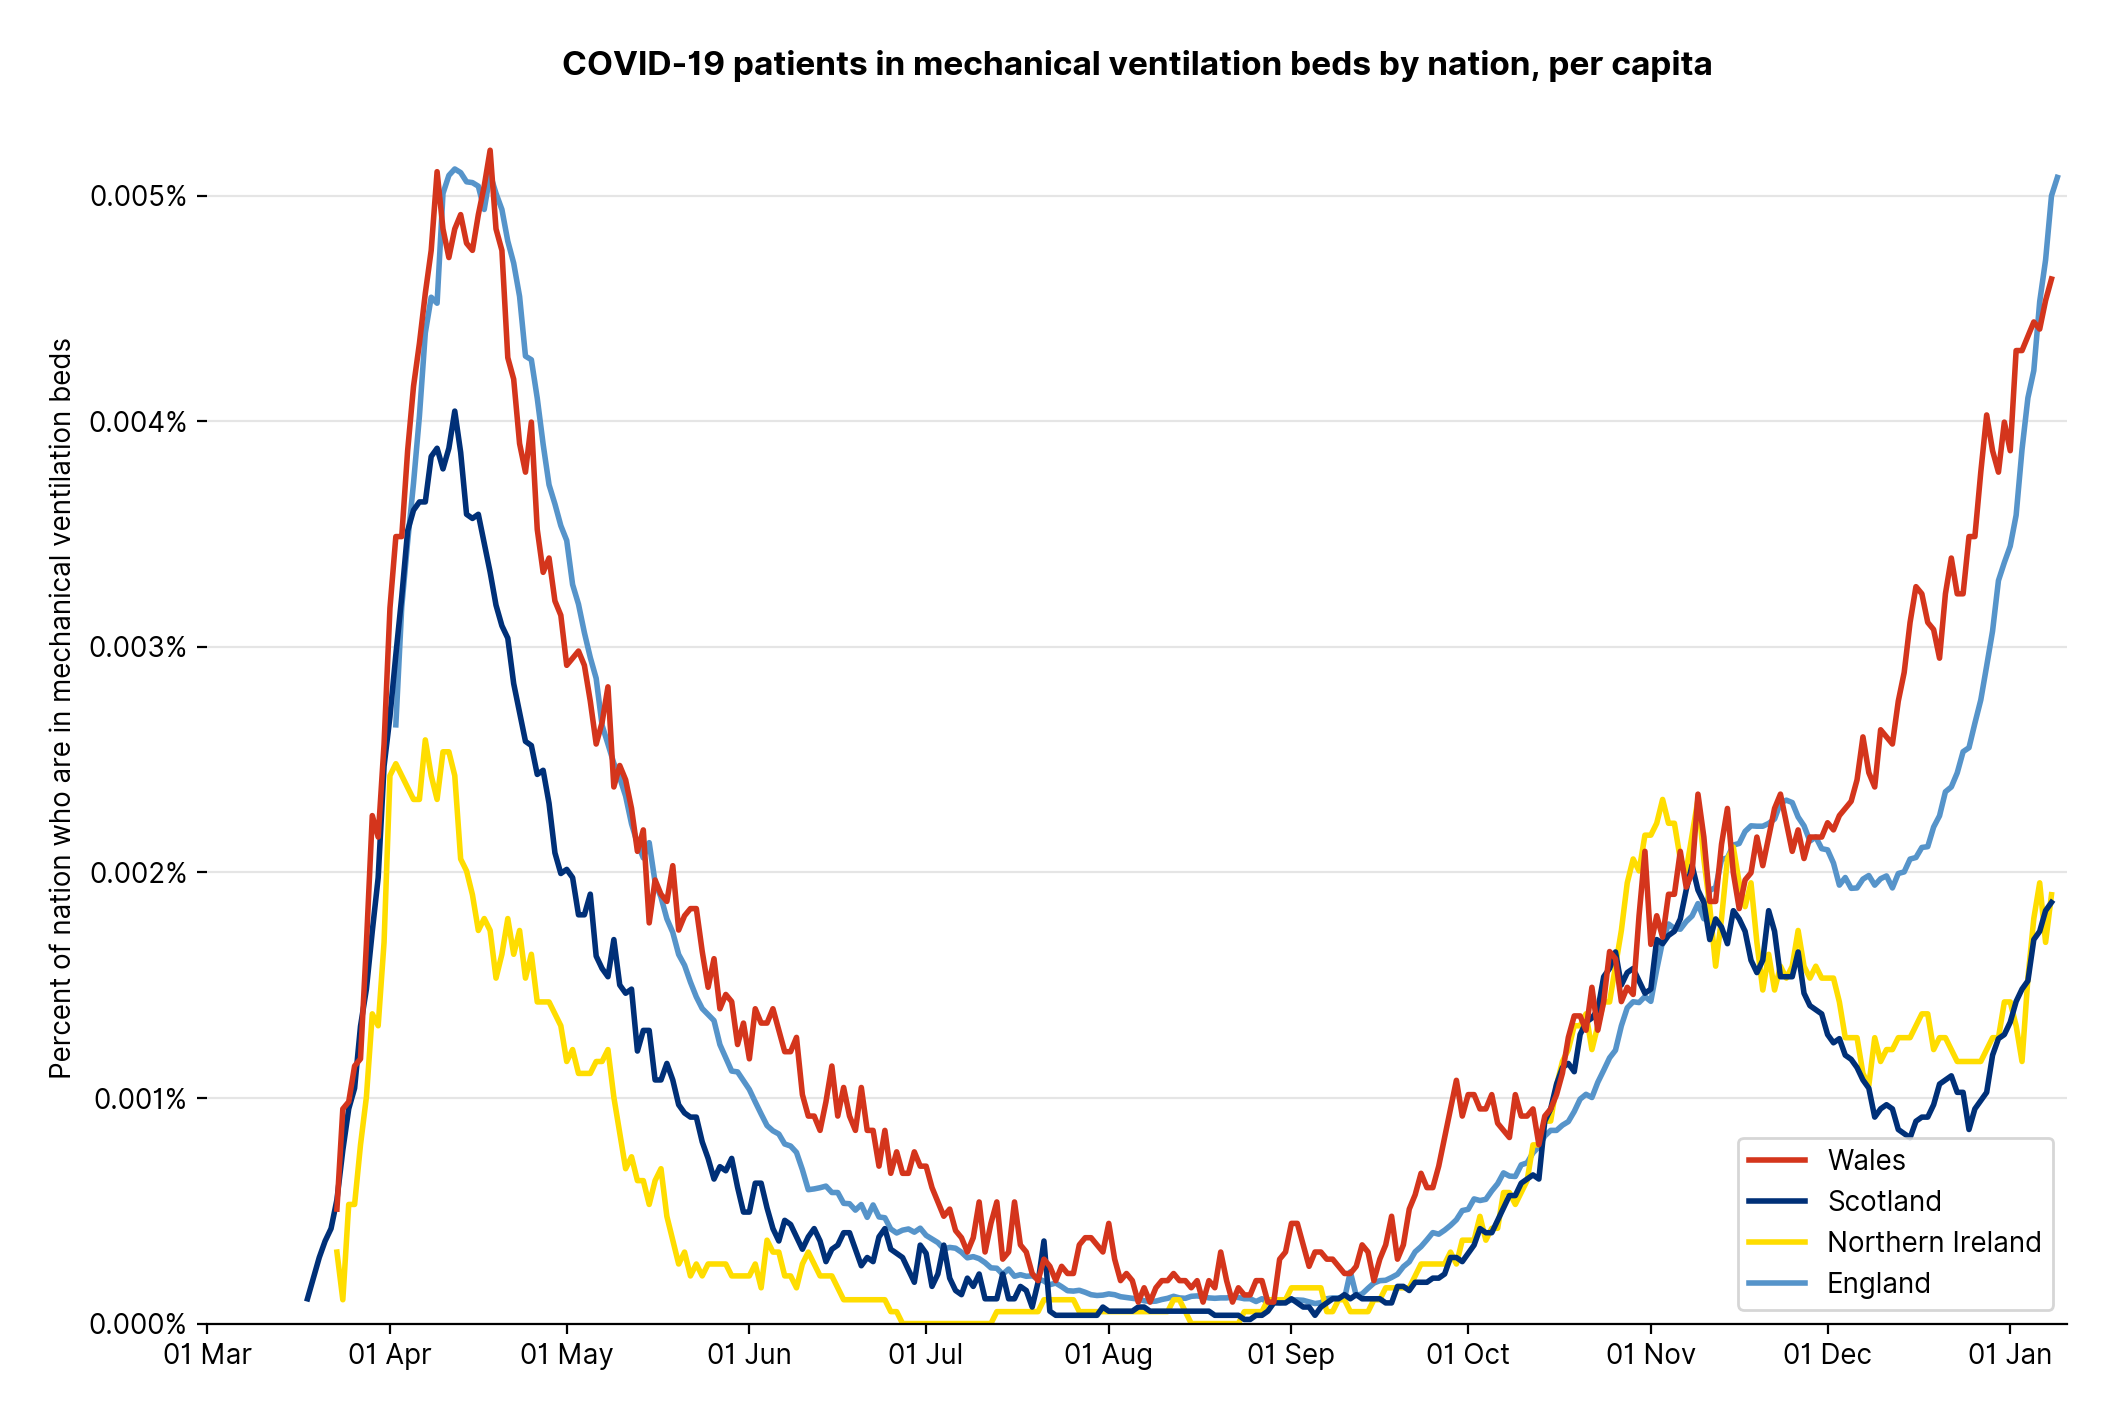 COVID-19 patients in mechanical ventilation beds by nation, per capita
Percent of nation who are in mechanical ventilation beds
0.005%
0.004%
0.003%
0.002%
0.001%
0.000%
01 Mar
01 Apr
01 May
01 Jun
01 Jul
01 Aug
01 Sep
01 Oct
01 Nov
01 Dec
01 Jan
Wales
Scotland
Northern Ireland
England